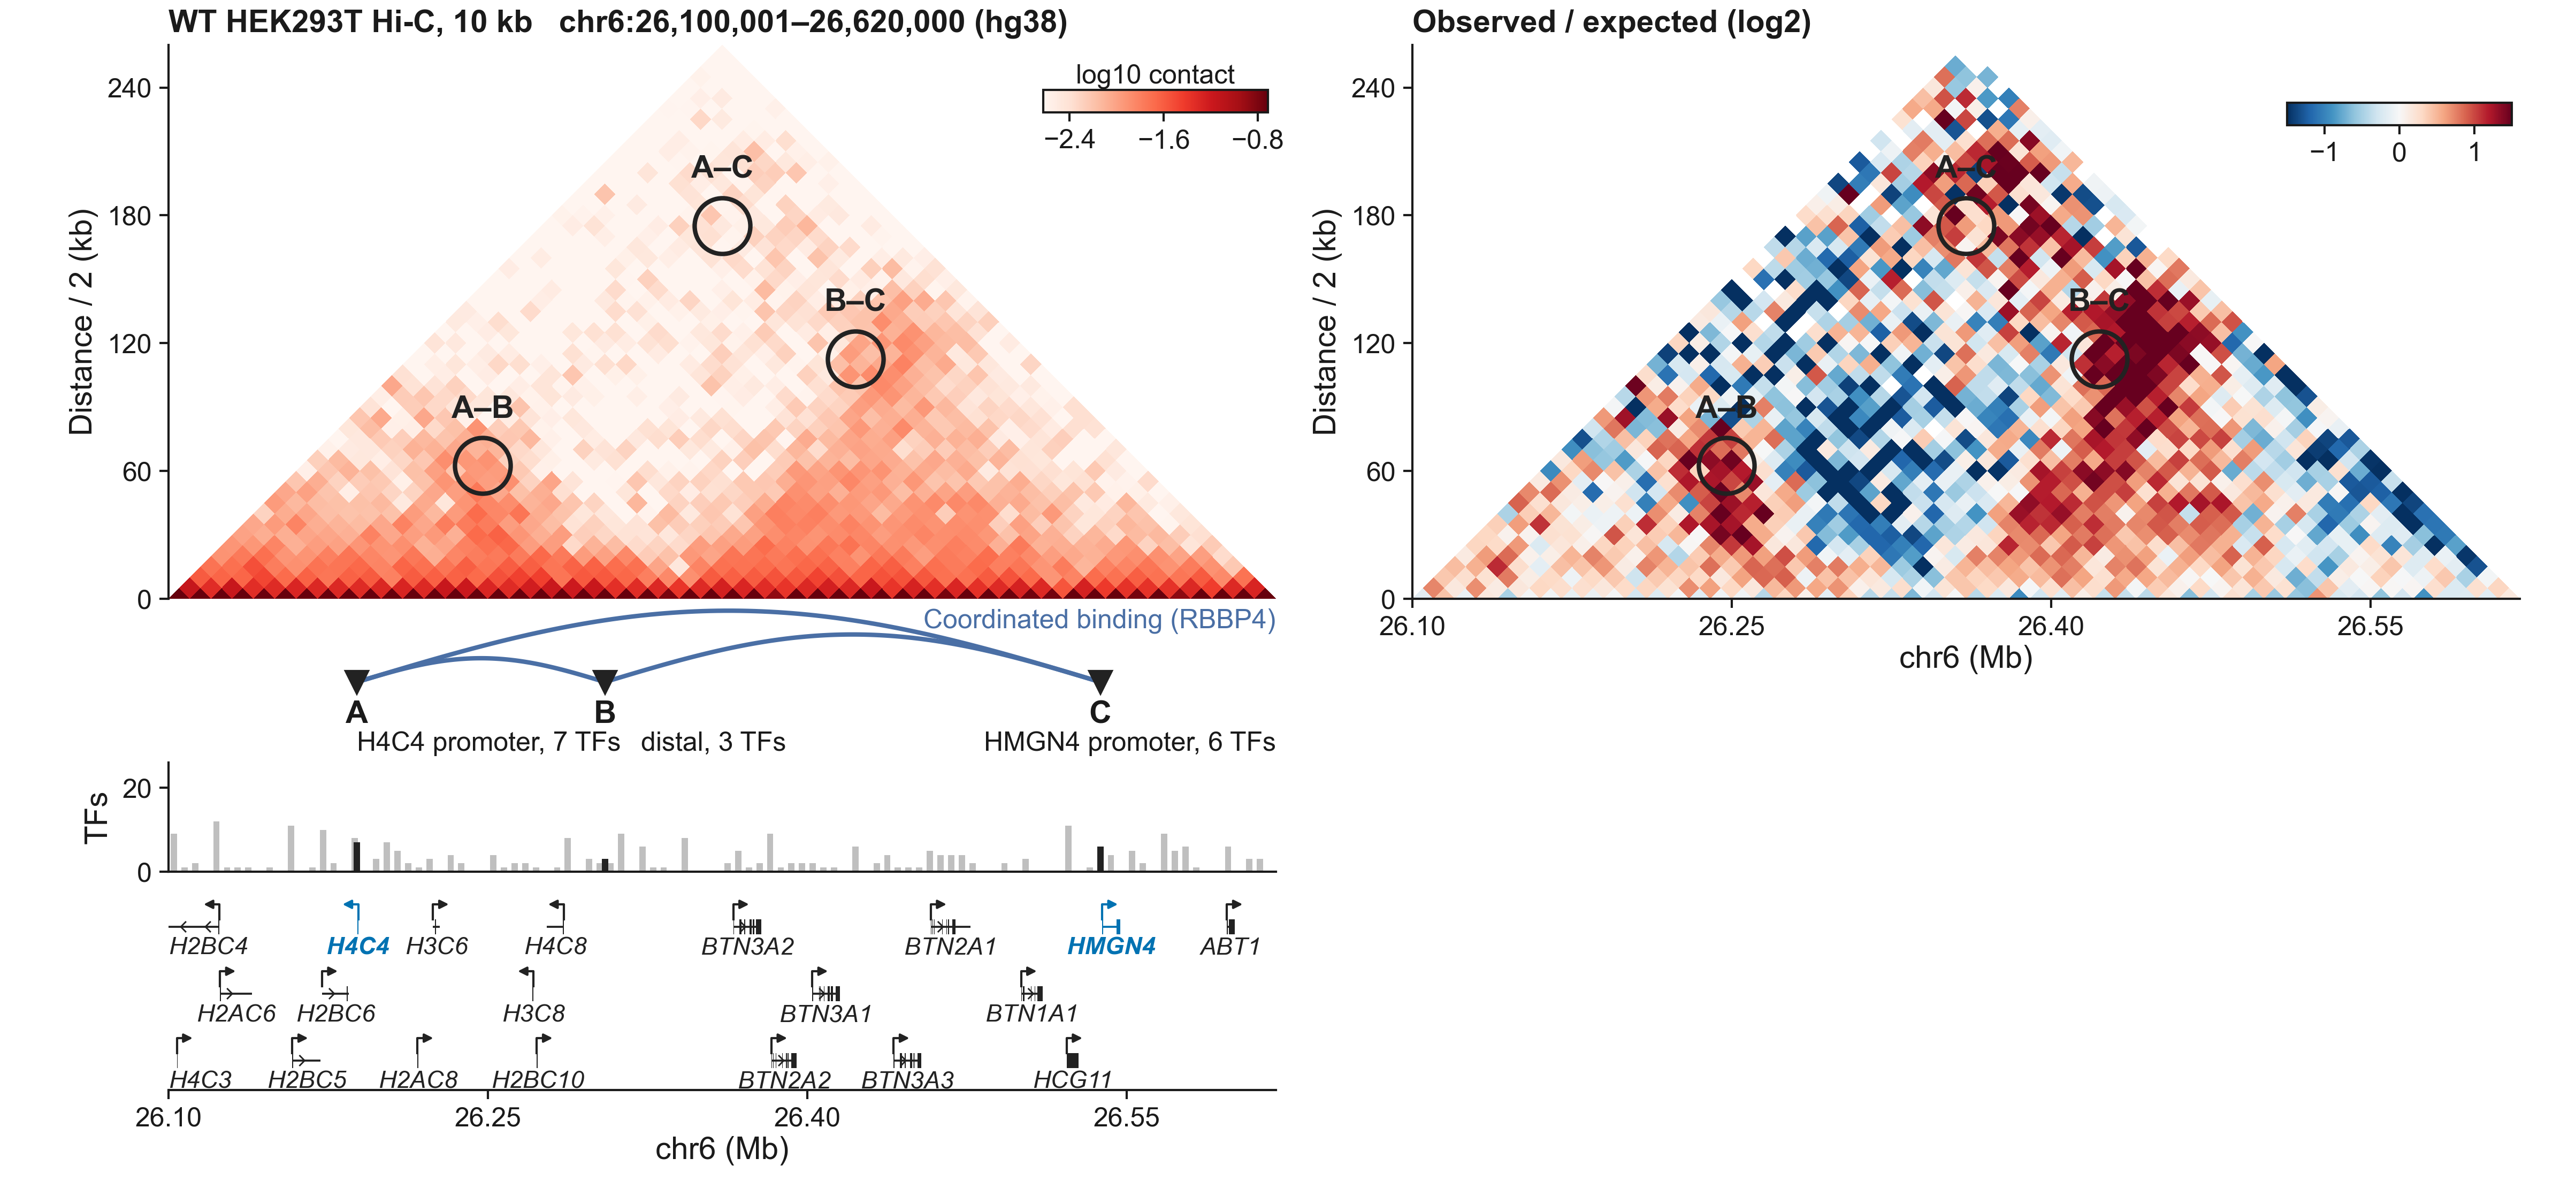 WT HEK293T Hi-C, 10 kb chr6:26,100,001–26,620,000 (hg38)
log10 contact
−2.4 −1.6 −0.8
Distance / 2 (kb)
240
180
120
60
0
A–C
B–C
A–B
Coordinated binding (RBBP4)
A B C
H4C4 promoter, 7 TFs distal, 3 TFs HMGN4 promoter, 6 TFs
TFs
20
0
H2BC4 H4C4 H3C6 H4C8 BTN3A2 BTN2A1 HMGN4 ABT1
H2AC6 H2BC6 H3C8 BTN3A1 BTN1A1
H4C3 H2BC5 H2AC8 H2BC10 BTN2A2 BTN3A3 HCG11
26.10 26.25 26.40 26.55
chr6 (Mb)
Observed / expected (log2)
−1 0 1
Distance / 2 (kb)
240
180
120
60
0
A–C
B–C
A–B
26.10 26.25 26.40 26.55
chr6 (Mb)